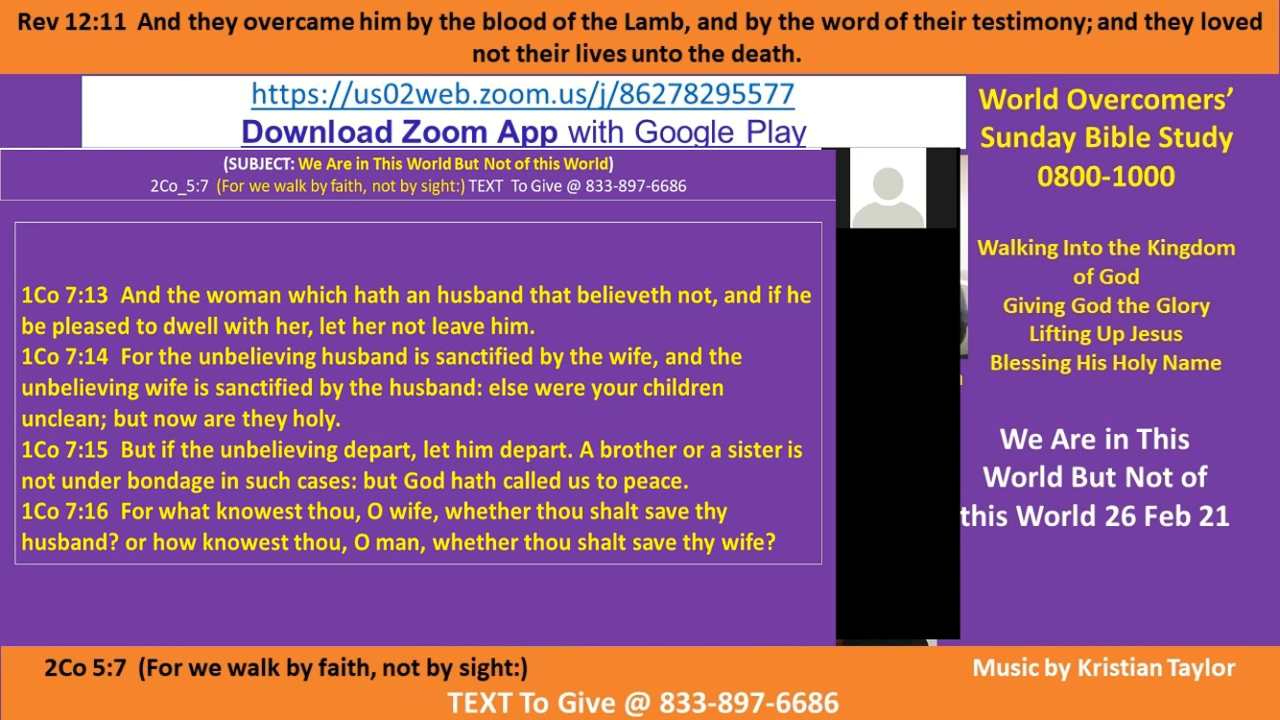 Rev 12:11 And they overcame him by the blood of the Lamb, and by the word of their testimony; and they loved
not their lives unto the death.
https://us02web.zoom.us/j/86278295577
Download Zoom App with Google Play
(SUBJECT: We Are in This World But Not of this World)
2Co_5:7 (For we walk by faith, not by sight:) TEXT To Give @ 833-897-6686
1Co 7:13 And the woman which hath an husband that believeth not, and if he
be pleased to dwell with her, let her not leave him.
1Co 7:14 For the unbelieving husband is sanctified by the wife, and the
unbelieving wife is sanctified by the husband: else were your children
unclean; but now are they holy.
1Co 7:15 But if the unbelieving depart, let him depart. A brother or a sister is
not under bondage in such cases: but God hath called us to peace.
1Co 7:16 For what knowest thou, O wife, whether thou shalt save thy
husband? or how knowest thou, O man, whether thou shalt save thy wife?
World Overcomers’
Sunday Bible Study
0800-1000
Walking Into the Kingdom
of God
Giving God the Glory
Lifting Up Jesus
Blessing His Holy Name
We Are in This
World But Not of
this World 26 Feb 21
2Co 5:7 (For we walk by faith, not by sight:)
Music by Kristian Taylor
TEXT To Give @ 833-897-6686